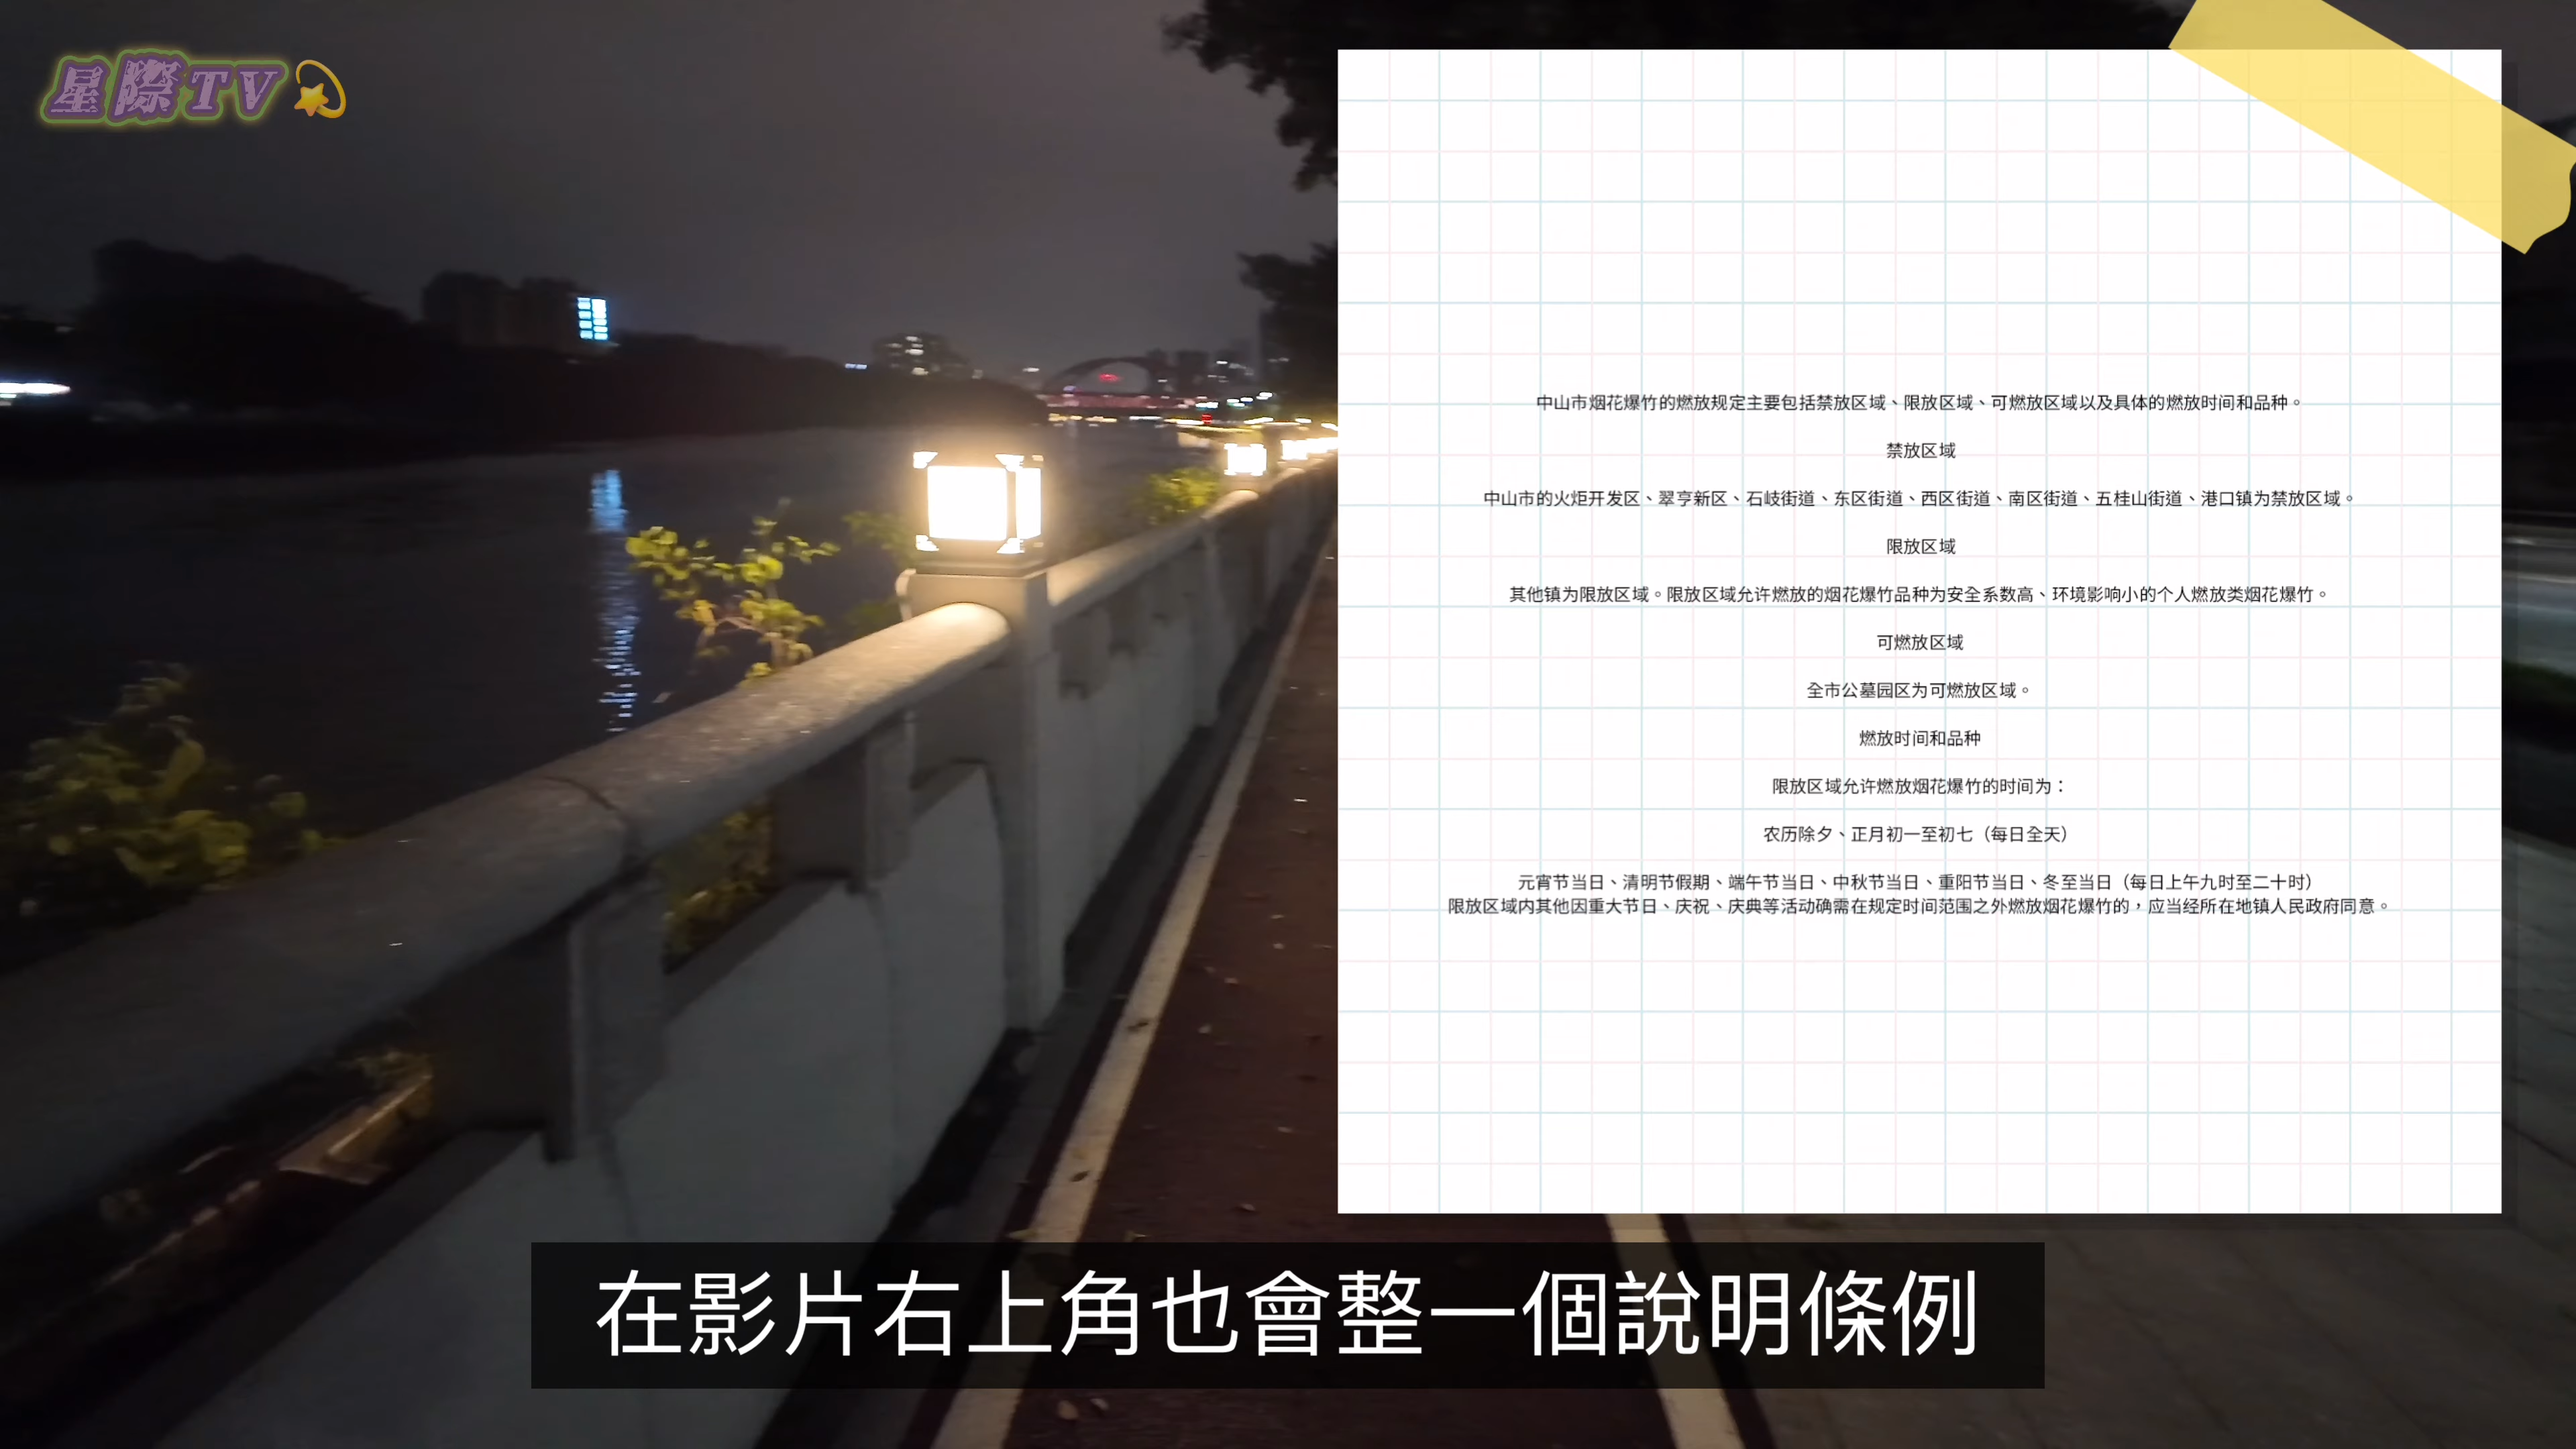 星際TV
中山市烟花爆竹的燃放规定主要包括禁放区域、限放区域、可燃放区域以及具体的燃放时间和品种。
禁放区域
中山市的火炬开发区、翠亨新区、石岐街道、东区街道、西区街道、南区街道、五桂山街道、港口镇为禁放区域。
限放区域
其他镇为限放区域。限放区域允许燃放的烟花爆竹品种为安全系数高、环境影响小的个人燃放类烟花爆竹。
可燃放区域
全市公墓园区为可燃放区域。
燃放时间和品种
限放区域允许燃放烟花爆竹的时间为：
农历除夕、正月初一至初七（每日全天）
元宵节当日、清明节假期、端午节当日、中秋节当日、重阳节当日、冬至当日（每日上午九时至二十时）
限放区域内其他因重大节日、庆祝、庆典等活动确需在规定时间范围之外燃放烟花爆竹的，应当经所在地镇人民政府同意。
在影片右上角也會整一個說明條例